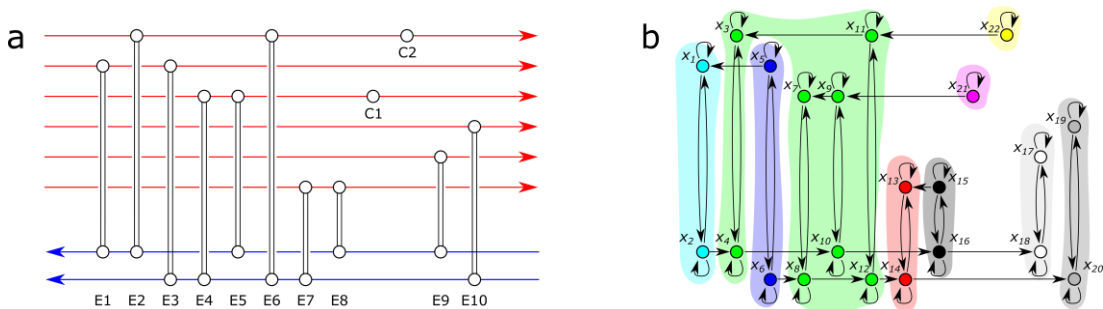 a
C2
C1
E1 E2 E3 E4 E5 E6 E7 E8 E9 E10
b
x3 x11 x22
x1 x5
x7 x9 x21
x19
x17
x13 x15
x2 x4 x10 x16 x18
x6 x8 x12 x14 x20